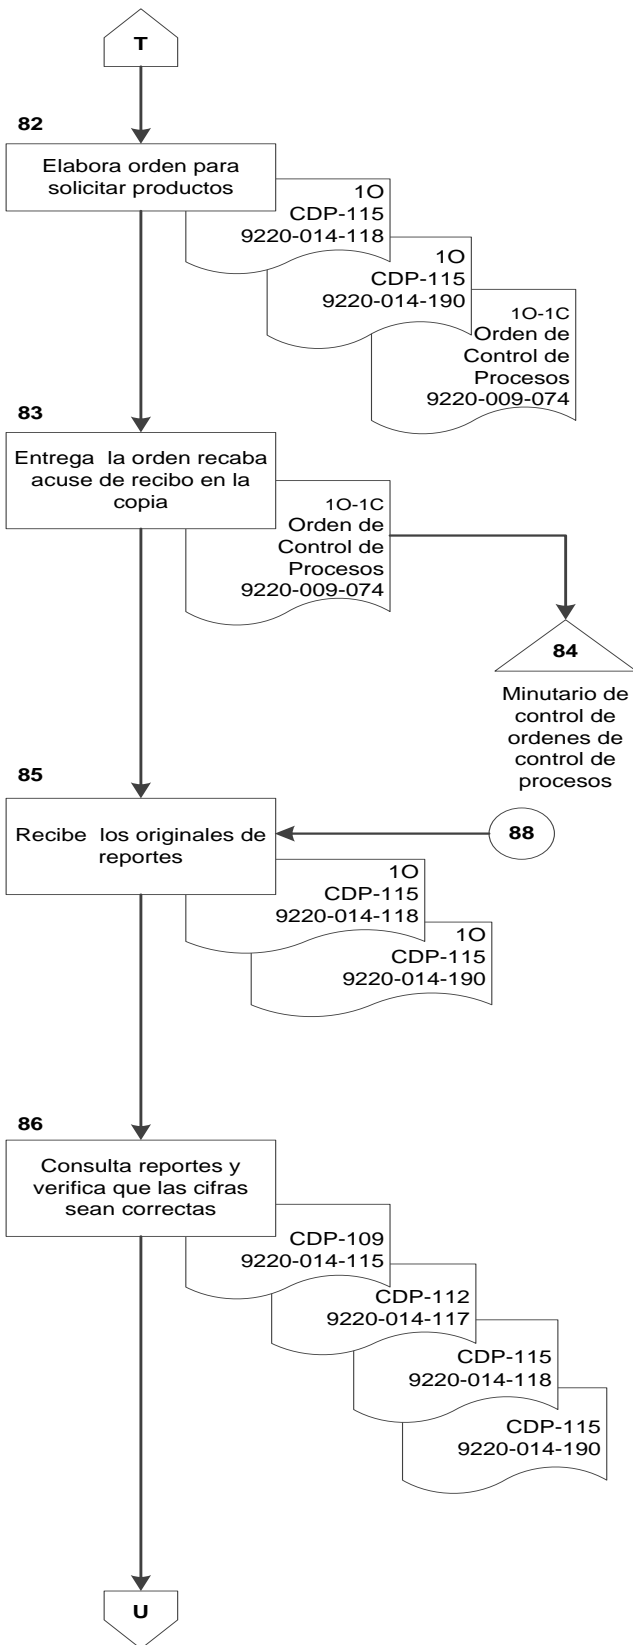 T
82
Elabora orden para
solicitar productos
1O
CDP-115
9220-014-118
1O
CDP-115
9220-014-190
1O-1C
Orden de
Control de
Procesos
9220-009-074
83
Entrega la orden recaba
acuse de recibo en la
copia
1O-1C
Orden de
Control de
Procesos
9220-009-074
84
Minutario de
control de
ordenes de
control de
procesos
85
Recibe los originales de
reportes
88
1O
CDP-115
9220-014-118
1O
CDP-115
9220-014-190
86
Consulta reportes y
verifica que las cifras
sean correctas
CDP-109
9220-014-115
CDP-112
9220-014-117
CDP-115
9220-014-118
CDP-115
9220-014-190
U